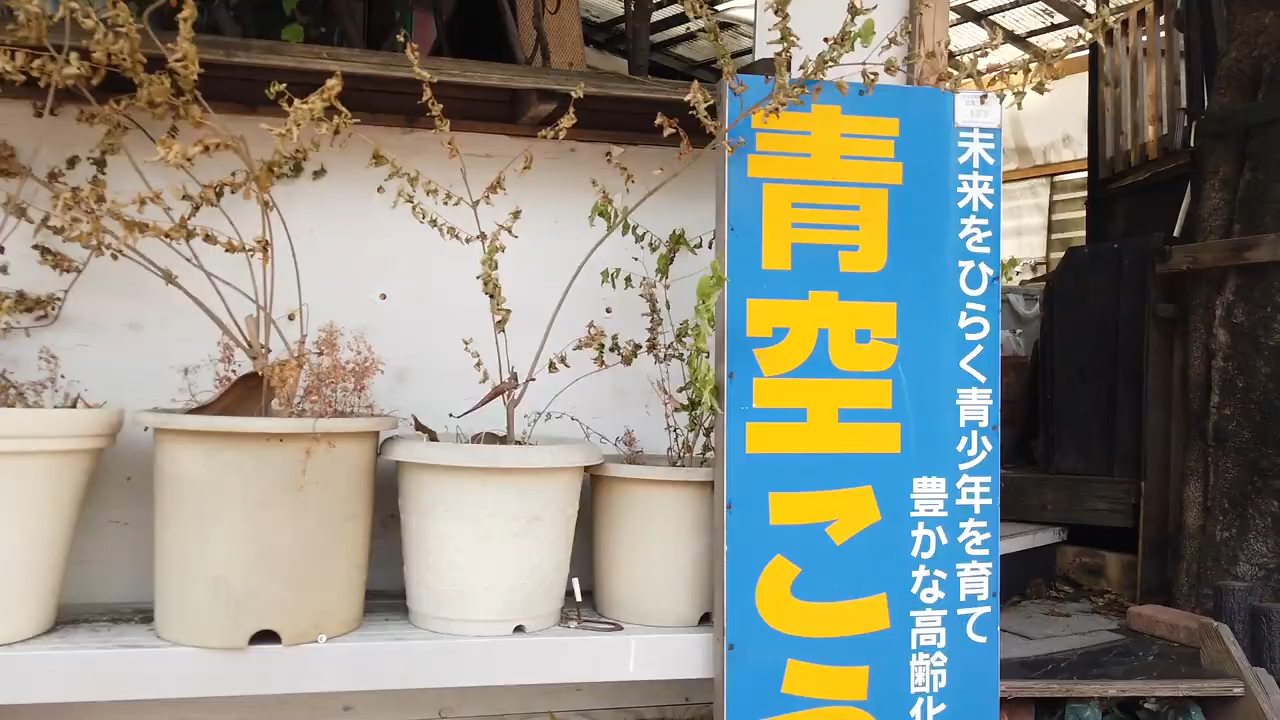 未来をひらく青少年を育て
豊かな高齢化
青空こ